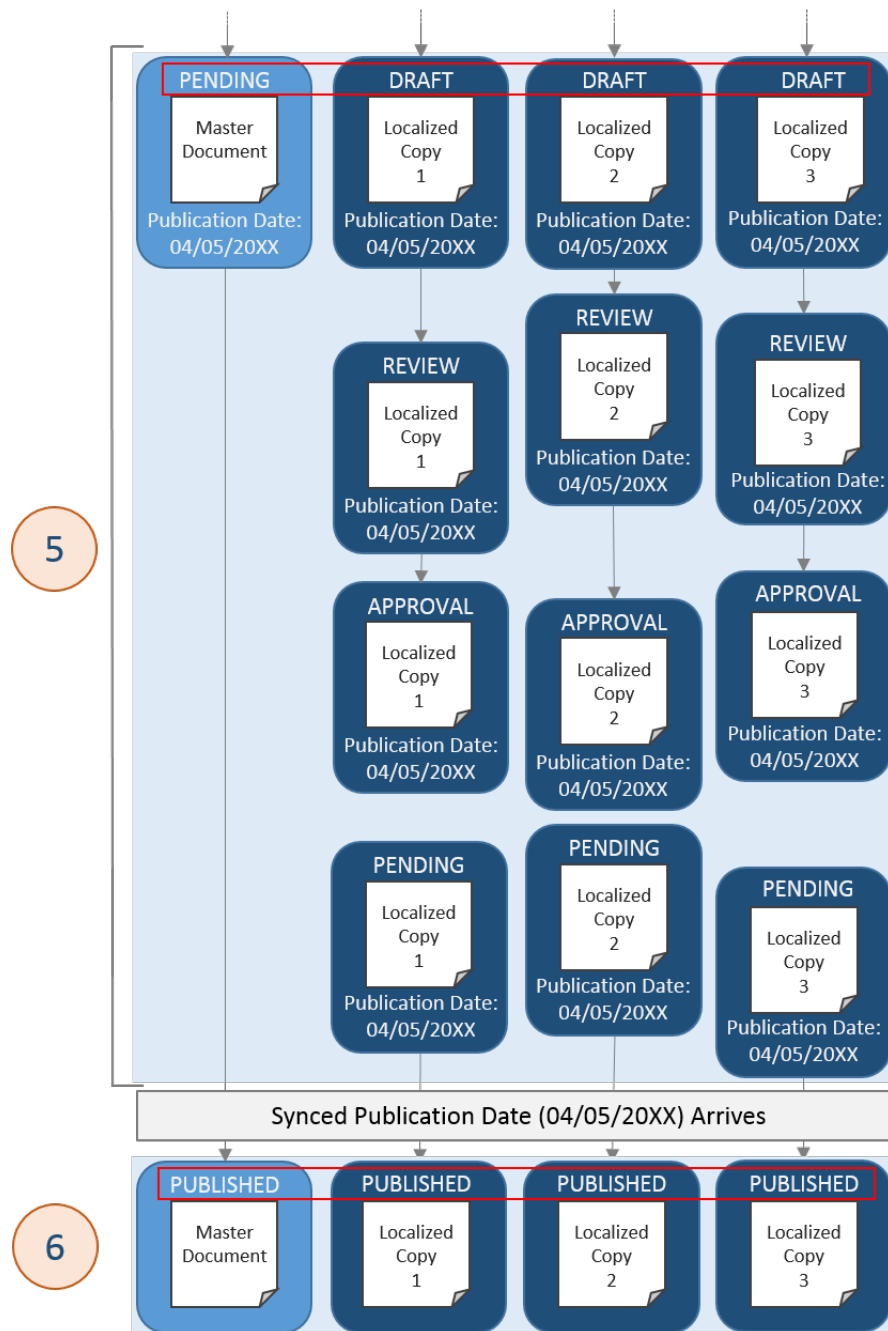 PENDING
Master
Document
Publication Date:
04/05/20XX
DRAFT
Localized
Copy
1
Publication Date:
04/05/20XX
DRAFT
Localized
Copy
2
Publication Date:
04/05/20XX
DRAFT
Localized
Copy
3
Publication Date:
04/05/20XX
5
REVIEW
Localized
Copy
1
Publication Date:
04/05/20XX
REVIEW
Localized
Copy
2
Publication Date:
04/05/20XX
REVIEW
Localized
Copy
3
Publication Date:
04/05/20XX
APPROVAL
Localized
Copy
1
Publication Date:
04/05/20XX
APPROVAL
Localized
Copy
2
Publication Date:
04/05/20XX
APPROVAL
Localized
Copy
3
Publication Date:
04/05/20XX
PENDING
Localized
Copy
1
Publication Date:
04/05/20XX
PENDING
Localized
Copy
2
Publication Date:
04/05/20XX
PENDING
Localized
Copy
3
Publication Date:
04/05/20XX
Synced Publication Date (04/05/20XX) Arrives
6
PUBLISHED
Master
Document
PUBLISHED
Localized
Copy
1
PUBLISHED
Localized
Copy
2
PUBLISHED
Localized
Copy
3